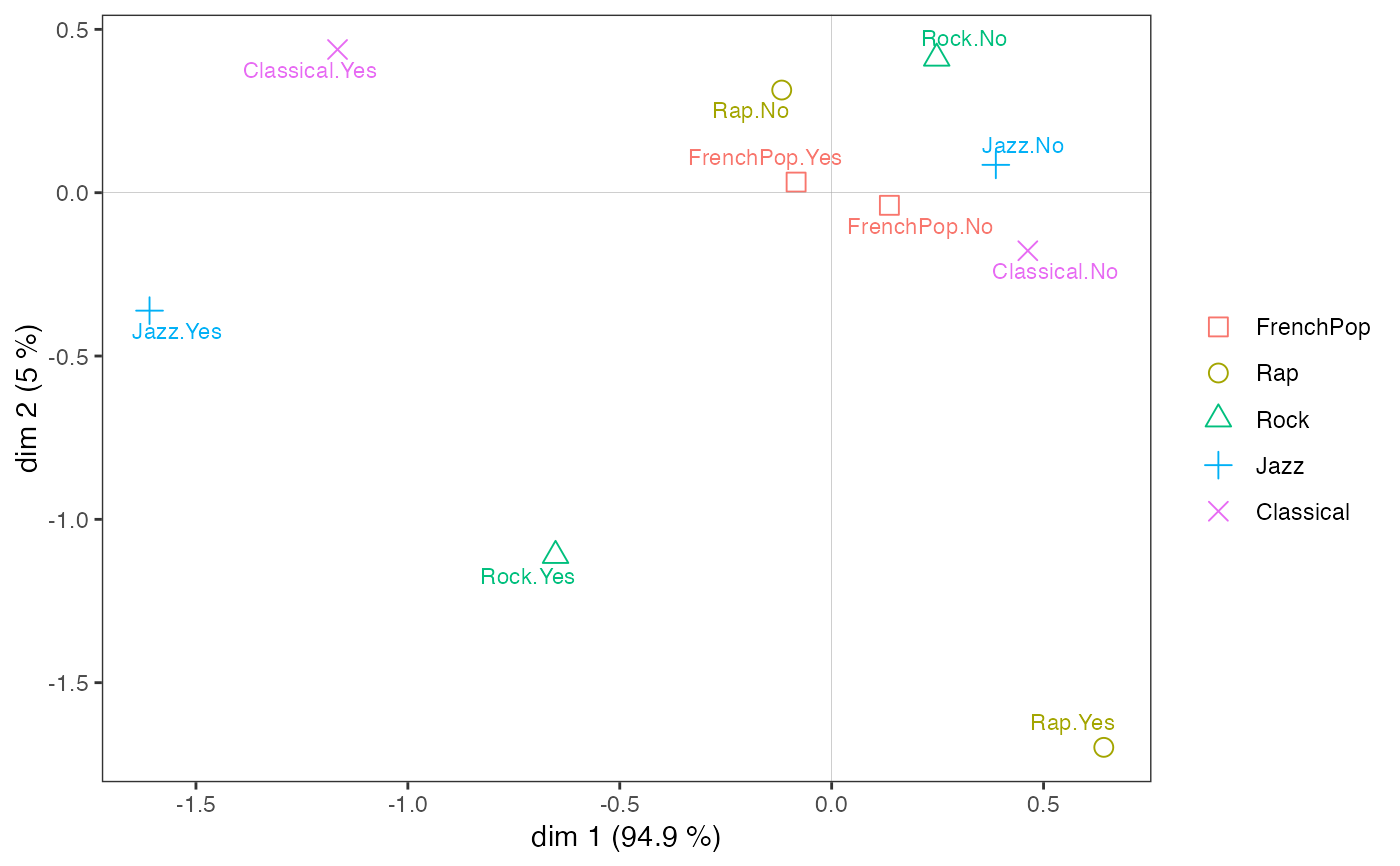 0.5
0.0
-0.5
-1.0
-1.5
dim 2 (5 %)
Rock.No
Classical.Yes
Rap.No
Jazz.No
FrenchPop.Yes
FrenchPop.No
Classical.No
Jazz.Yes
Rock.Yes
Rap.Yes
-1.5 -1.0 -0.5 0.0 0.5
dim 1 (94.9 %)
FrenchPop
Rap
Rock
Jazz
Classical